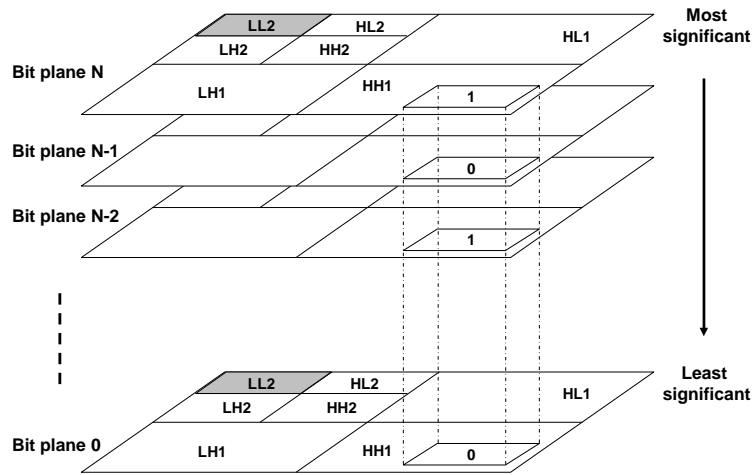 LL2
HL2
Most
significant
LH2
HH2
HL1
Bit plane N
LH1
HH1
1
Bit plane N-1
0
Bit plane N-2
1
LL2
HL2
Least
significant
LH2
HH2
HL1
Bit plane 0
LH1
HH1
0